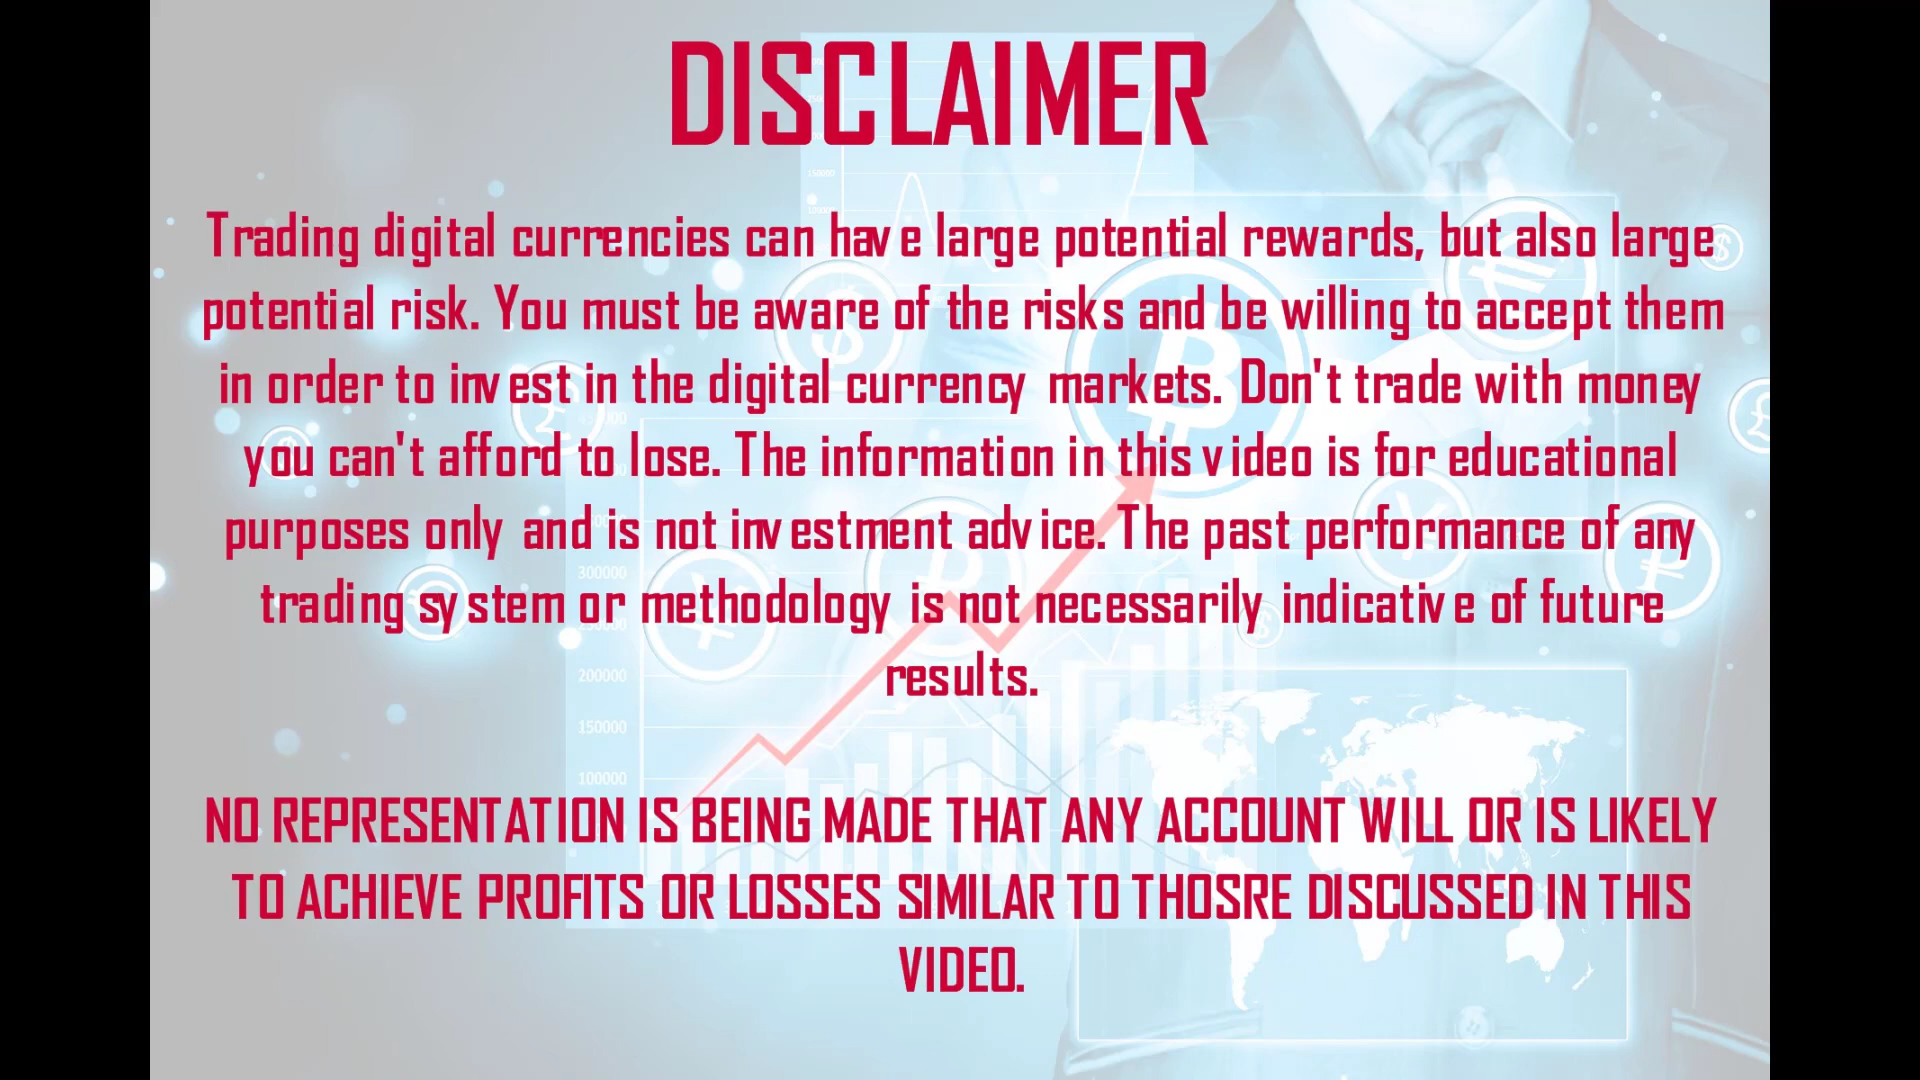 DISCLAIMER
Trading digital currencies can have large potential rewards, but also large
potential risk. You must be aware of the risks and be willing to accept them
in order to invest in the digital currency markets. Don't trade with money
you can't afford to lose. The information in this video is for educational
purposes only and is not investment advice. The past performance of any
trading system or methodology is not necessarily indicative of future
results.
300000
200000
150000
100000
NO REPRESENTATION IS BEING MADE THAT ANY ACCOUNT WILL OR IS LIKELY
TO ACHIEVE PROFITS OR LOSSES SIMILAR TO THOSRE DISCUSSED IN THIS
VIDEO.